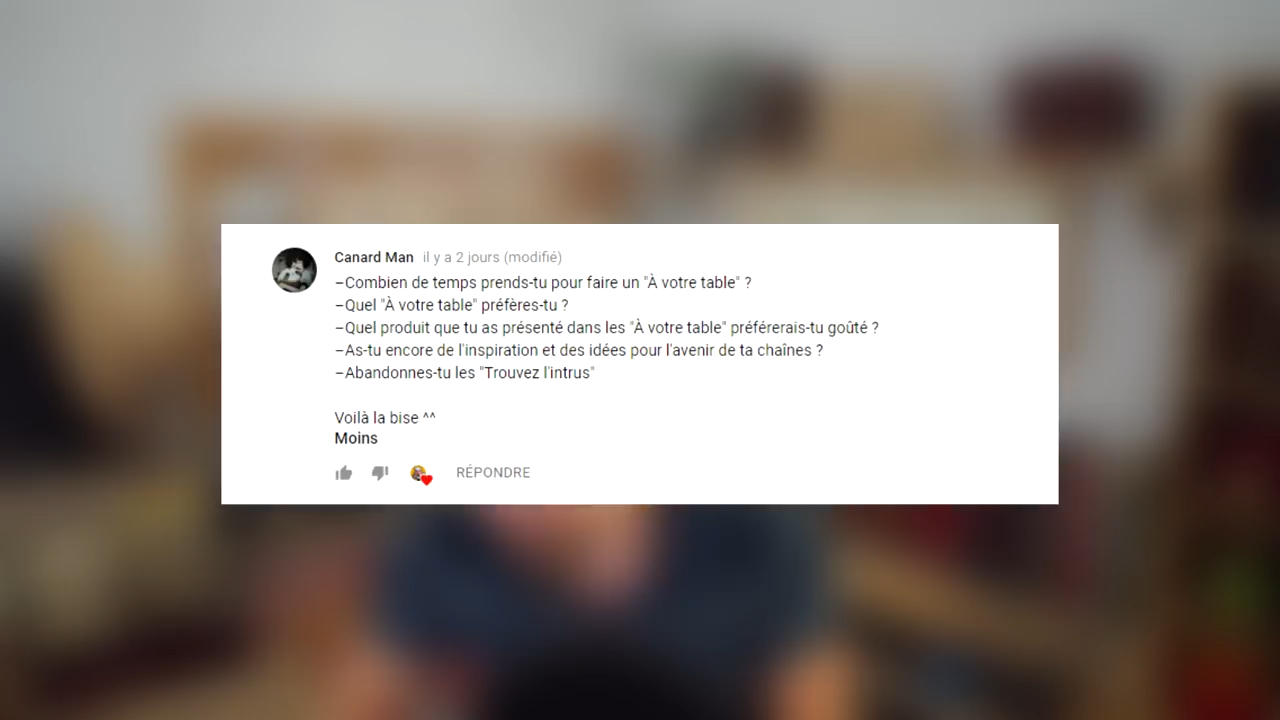 Canard Man il y a 2 jours (modifié)
–Combien de temps prends-tu pour faire un "À votre table" ?
–Quel "À votre table" préfères-tu ?
–Quel produit que tu as présenté dans les "À votre table" préférerais-tu goûté ?
–As-tu encore de l'inspiration et des idées pour l'avenir de ta chaînes ?
–Abandonnes-tu les "Trouvez l'intrus"
Voilà la bise ^^
Moins
RÉPONDRE